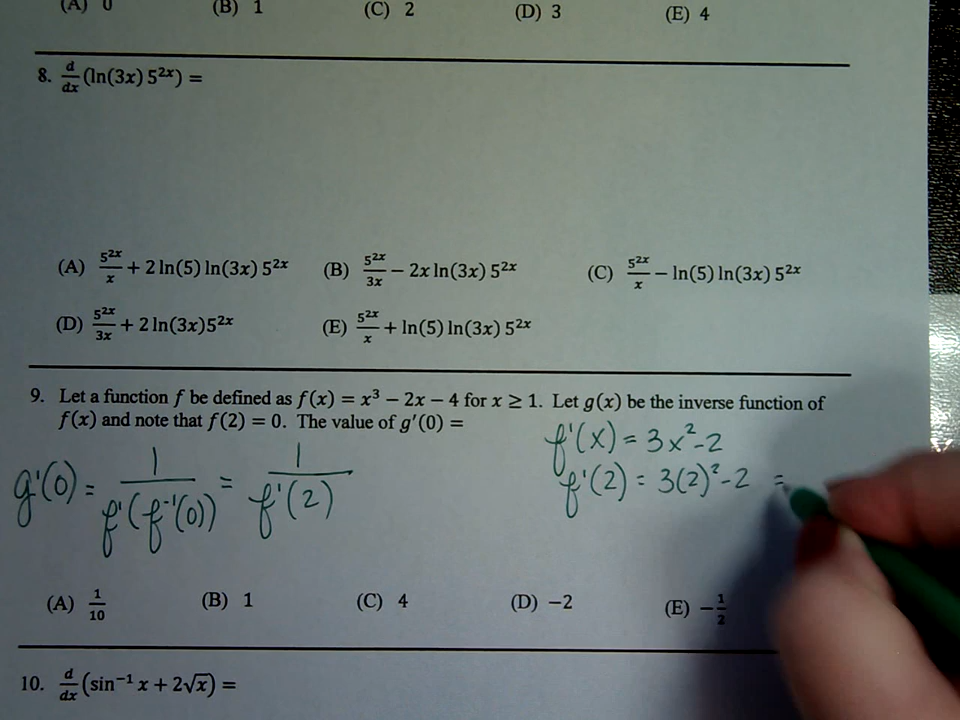 (A) 0 (B) 1 (C) 2 (D) 3 (E) 4
8. d/dx (ln(3x) 5^{2x}) =
(A) 5^{2x}/x + 2 ln(5) ln(3x) 5^{2x} (B) 5^{2x}/3x − 2x ln(3x) 5^{2x} (C) 5^{2x}/x − ln(5) ln(3x) 5^{2x}
(D) 5^{2x}/3x + 2 ln(3x)5^{2x} (E) 5^{2x}/x + ln(5) ln(3x) 5^{2x}
9. Let a function f be defined as f(x) = x³ − 2x − 4 for x ≥ 1. Let g(x) be the inverse function of
f(x) and note that f(2) = 0. The value of g′(0) =
f'(x) = 3x² - 2
f'(2) = 3(2)² - 2 =
g'(0) = 1/f'(f⁻¹(0)) = 1/f'(2)
(A) 1/10 (B) 1 (C) 4 (D) −2 (E) −1/2
10. d/dx (sin⁻¹ x + 2√x) =